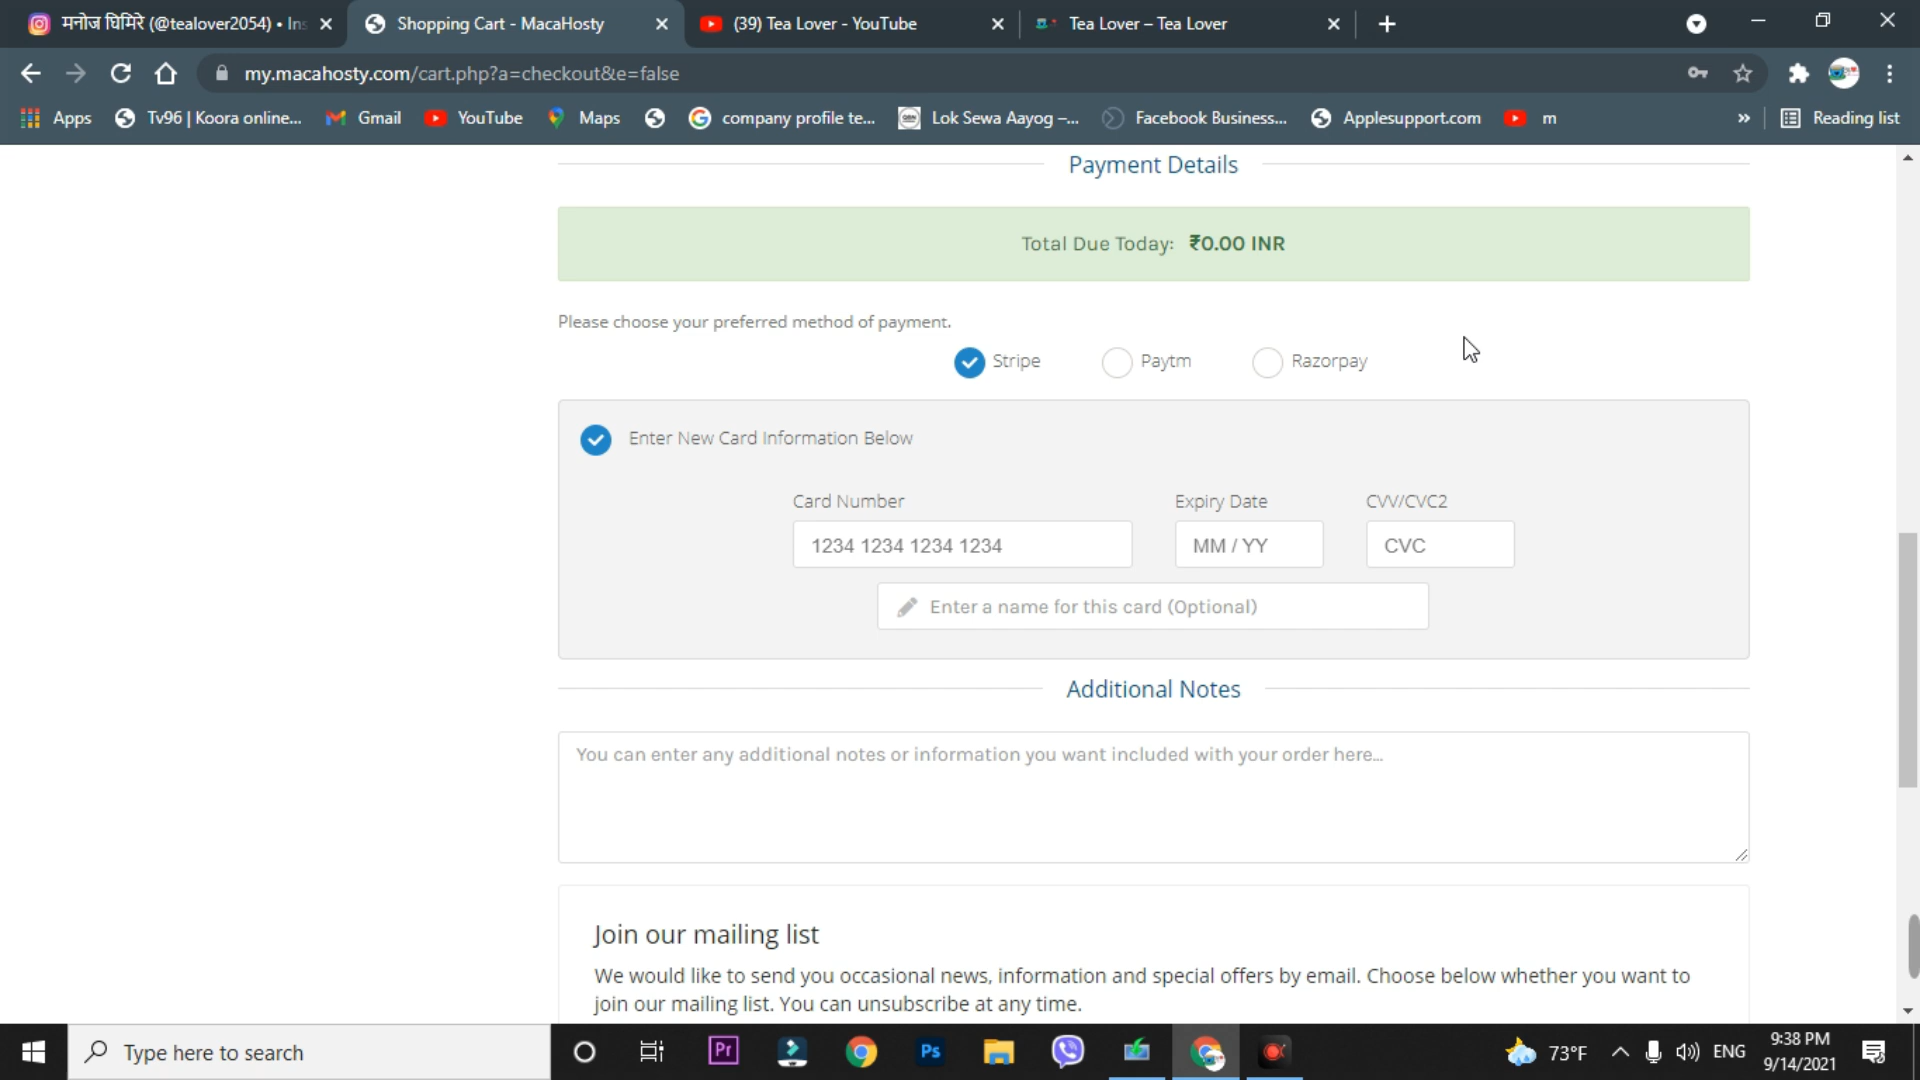 मनोज घिमिरे (@tealover2054) • Ins
Shopping Cart - MacaHosty
(39) Tea Lover - YouTube
Tea Lover – Tea Lover
my.macahosty.com/cart.php?a=checkout&e=false
Apps
Tv96 | Koora online...
Gmail
YouTube
Maps
company profile te...
Lok Sewa Aayog –...
Facebook Business...
Applesupport.com
m
»
Reading list
Payment Details
Total Due Today: ₹0.00 INR
Please choose your preferred method of payment.
Stripe
Paytm
Razorpay
Enter New Card Information Below
Card Number
Expiry Date
CVV/CVC2
1234 1234 1234 1234
MM / YY
CVC
Enter a name for this card (Optional)
Additional Notes
You can enter any additional notes or information you want included with your order here...
Join our mailing list
We would like to send you occasional news, information and special offers by email. Choose below whether you want to
join our mailing list. You can unsubscribe at any time.
Type here to search
Pr
Ps
73°F
ENG
9:38 PM
9/14/2021